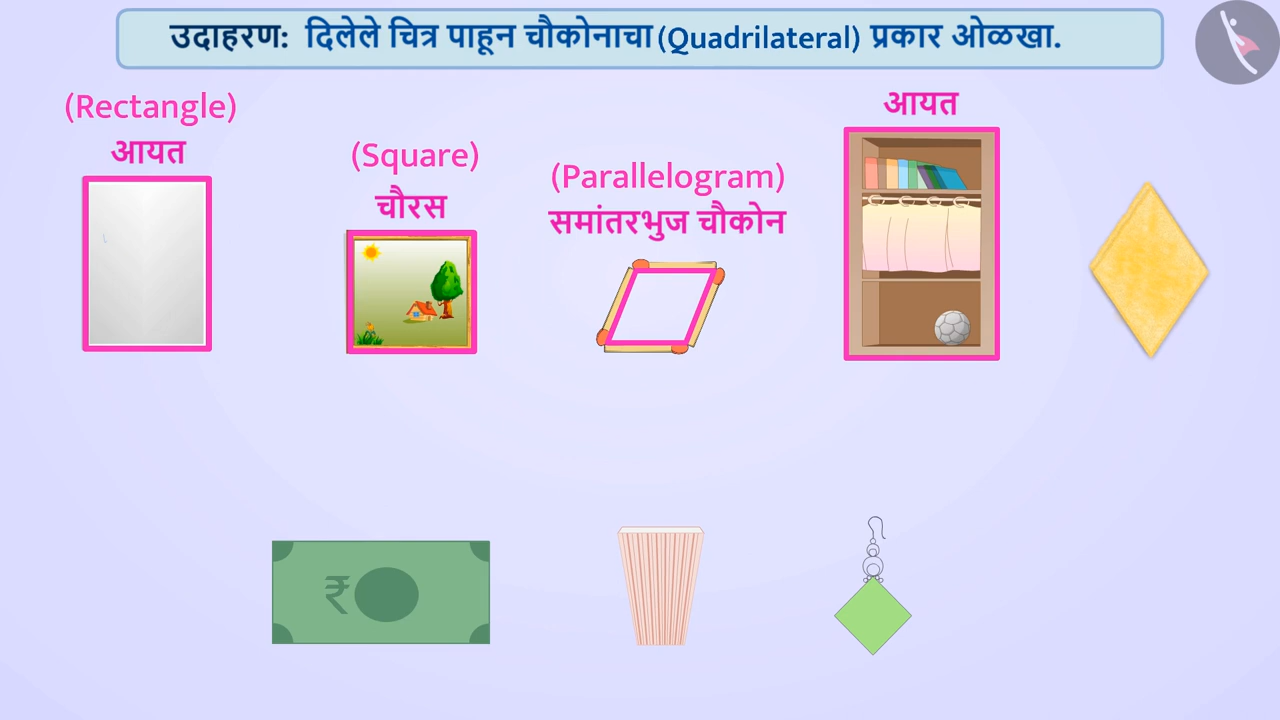 उदाहरण: दिलेले चित्र पाहून चौकोनाचा (Quadrilateral) प्रकार ओळखा.
(Rectangle)
आयत
(Square)
चौरस
(Parallelogram)
समांतरभुज चौकोन
आयत
₹